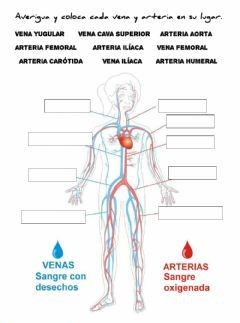 Averigua y coloca cada vena y arteria en su lugar.
VENA YUGULAR VENA CAVA SUPERIOR ARTERIA AORTA
ARTERIA FEMORAL ARTERIA ILÍACA VENA FEMORAL
ARTERIA CARÓTIDA VENA ILÍACA ARTERIA HUMERAL
VENAS
Sangre con
desechos
ARTERIAS
Sangre
oxigenada